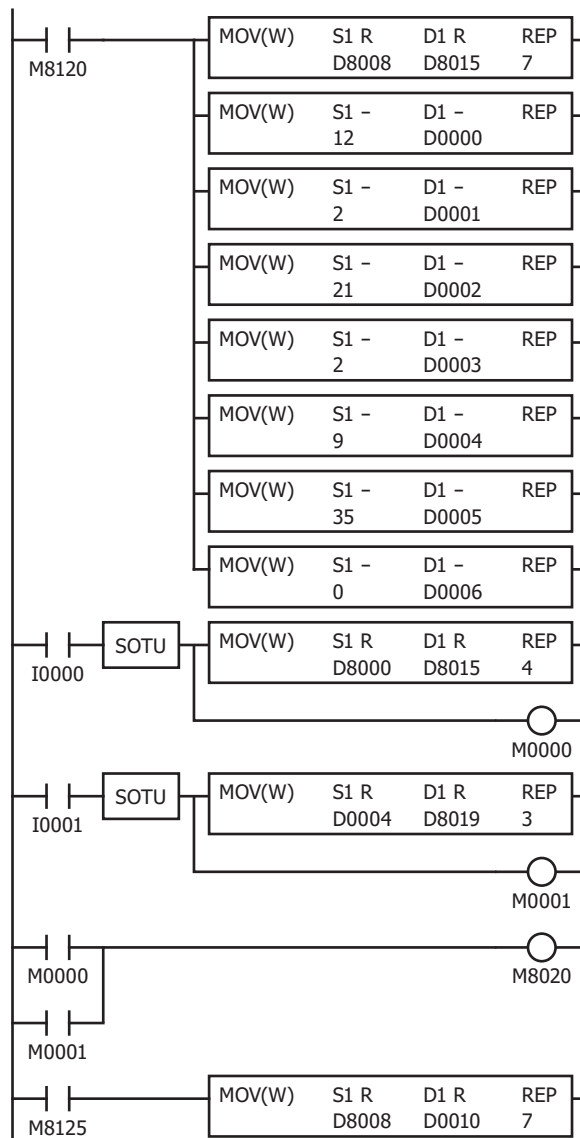 MOV(W) S1 R D1 R REP
D8008 D8015 7
M8120
MOV(W) S1 – D1 – REP
12 D0000
MOV(W) S1 – D1 – REP
2 D0001
MOV(W) S1 – D1 – REP
21 D0002
MOV(W) S1 – D1 – REP
2 D0003
MOV(W) S1 – D1 – REP
9 D0004
MOV(W) S1 – D1 – REP
35 D0005
MOV(W) S1 – D1 – REP
0 D0006
SOTU MOV(W) S1 R D1 R REP
I0000 D8000 D8015 4
M0000
SOTU MOV(W) S1 R D1 R REP
I0001 D0004 D8019 3
M0001
M0000 M8020
M0001
MOV(W) S1 R D1 R REP
M8125 D8008 D0010 7